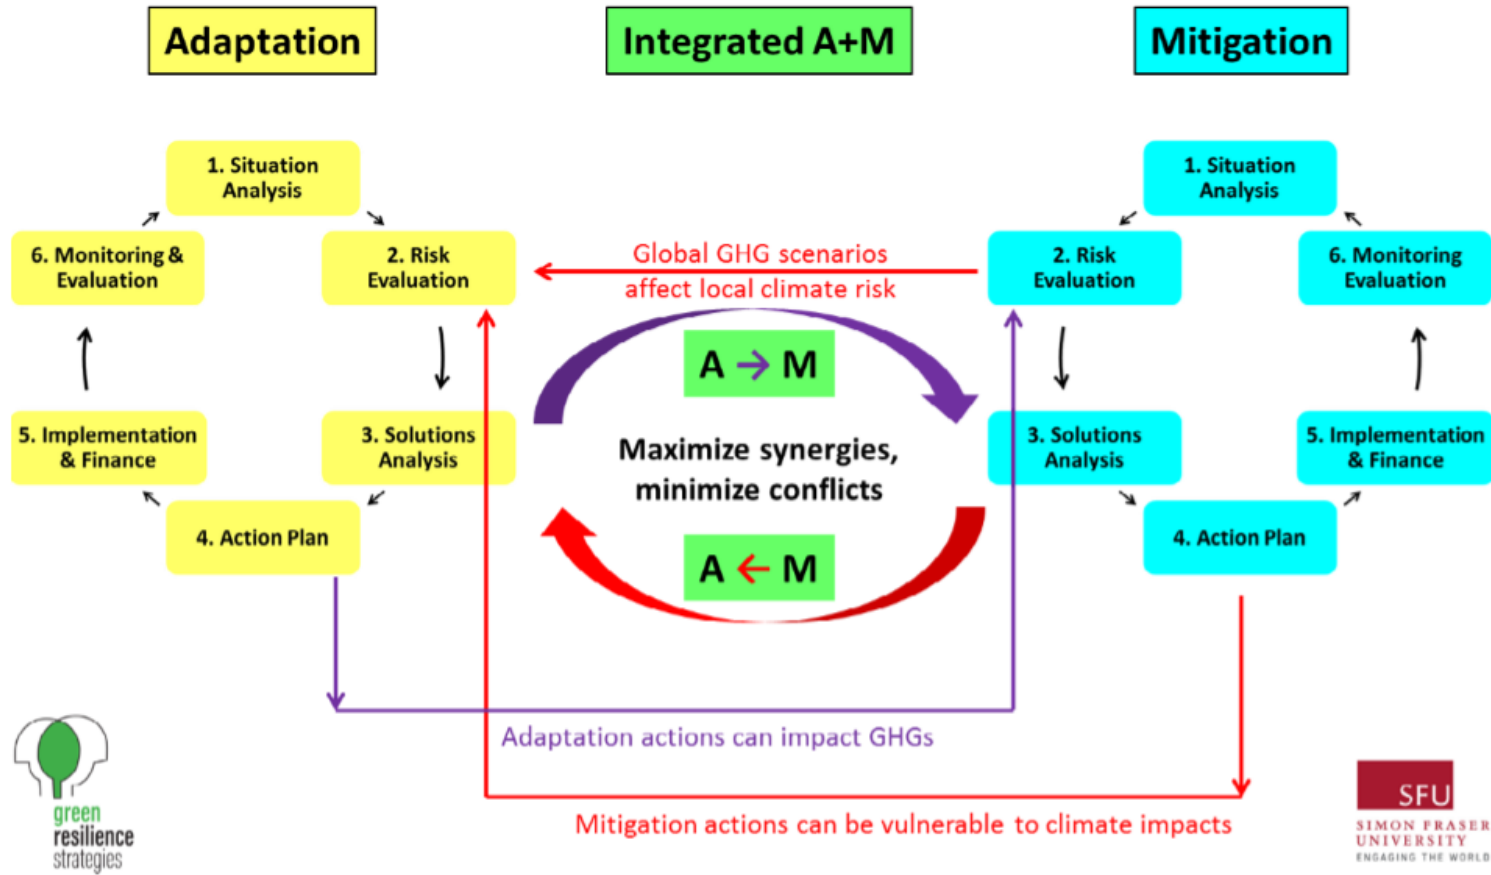 Adaptation
Integrated A+M
Mitigation
1. Situation
Analysis
2. Risk
Evaluation
3. Solutions
Analysis
4. Action Plan
5. Implementation
& Finance
6. Monitoring &
Evaluation
Global GHG scenarios
affect local climate risk
A → M
Maximize synergies,
minimize conflicts
A ← M
1. Situation
Analysis
2. Risk
Evaluation
3. Solutions
Analysis
4. Action Plan
5. Implementation
& Finance
6. Monitoring
Evaluation
Adaptation actions can impact GHGs
Mitigation actions can be vulnerable to climate impacts
green
resilience
strategies
SFU
SIMON FRASER
UNIVERSITY
ENGAGING THE WORLD